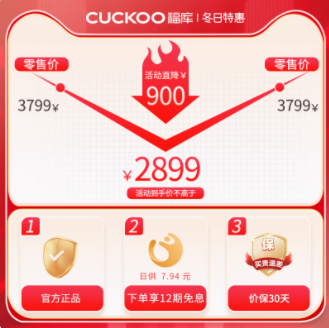 CUCKOO福库 | 冬日特惠
零售价
零售价
活动直降¥
900
3799¥
3799¥
¥2899
活动到手价不高于
1
2
3
保
买贵退差
日供 7.94 元
官方正品
下单享12期免息
价保30天